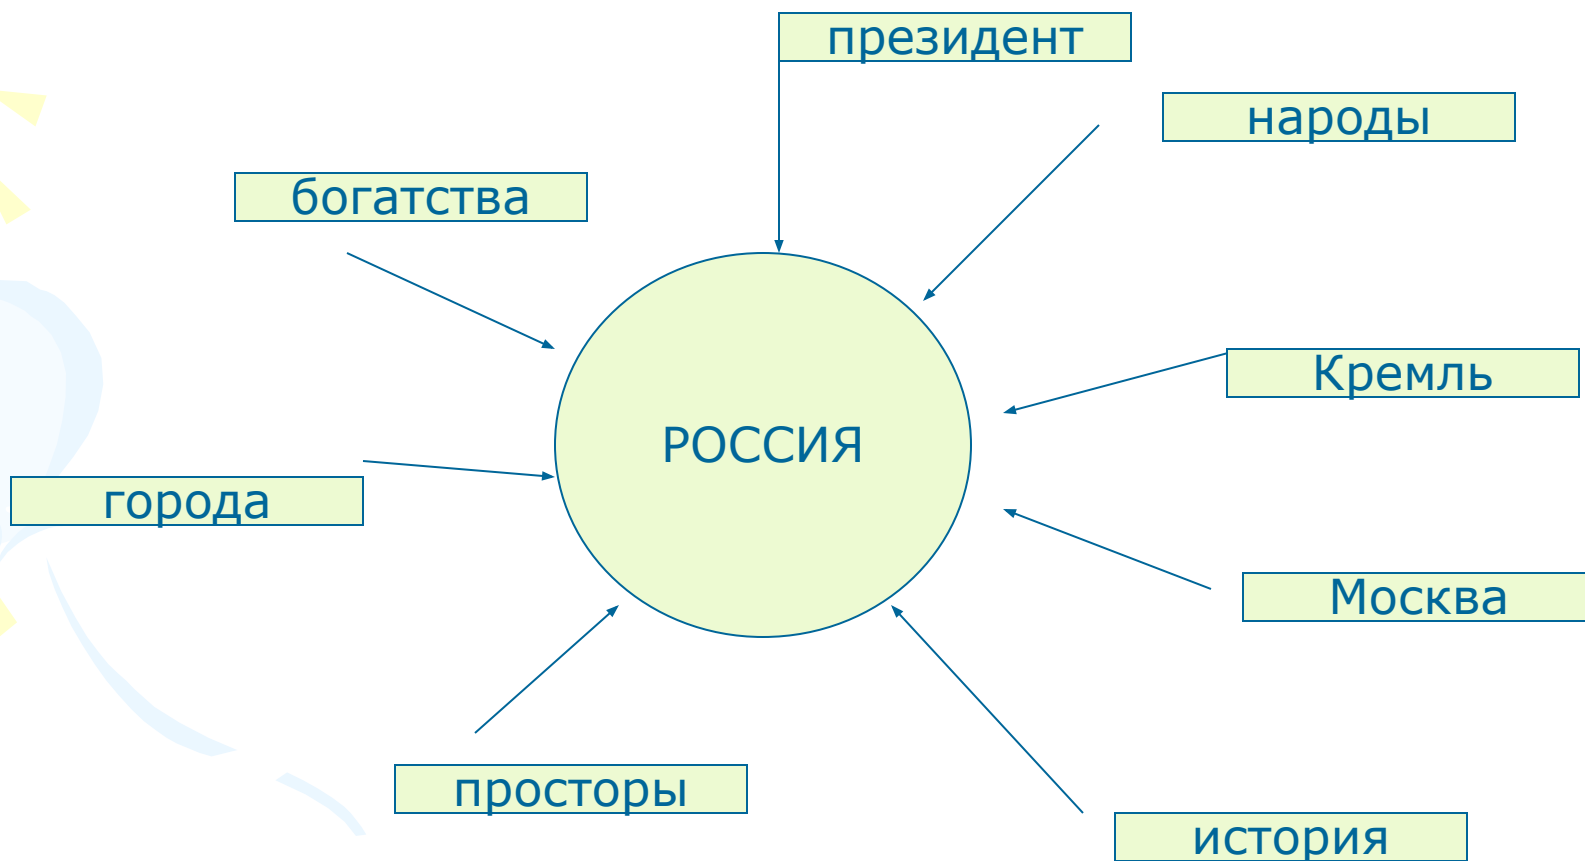 президент
народы
богатства
Кремль
РОССИЯ
города
Москва
просторы
история